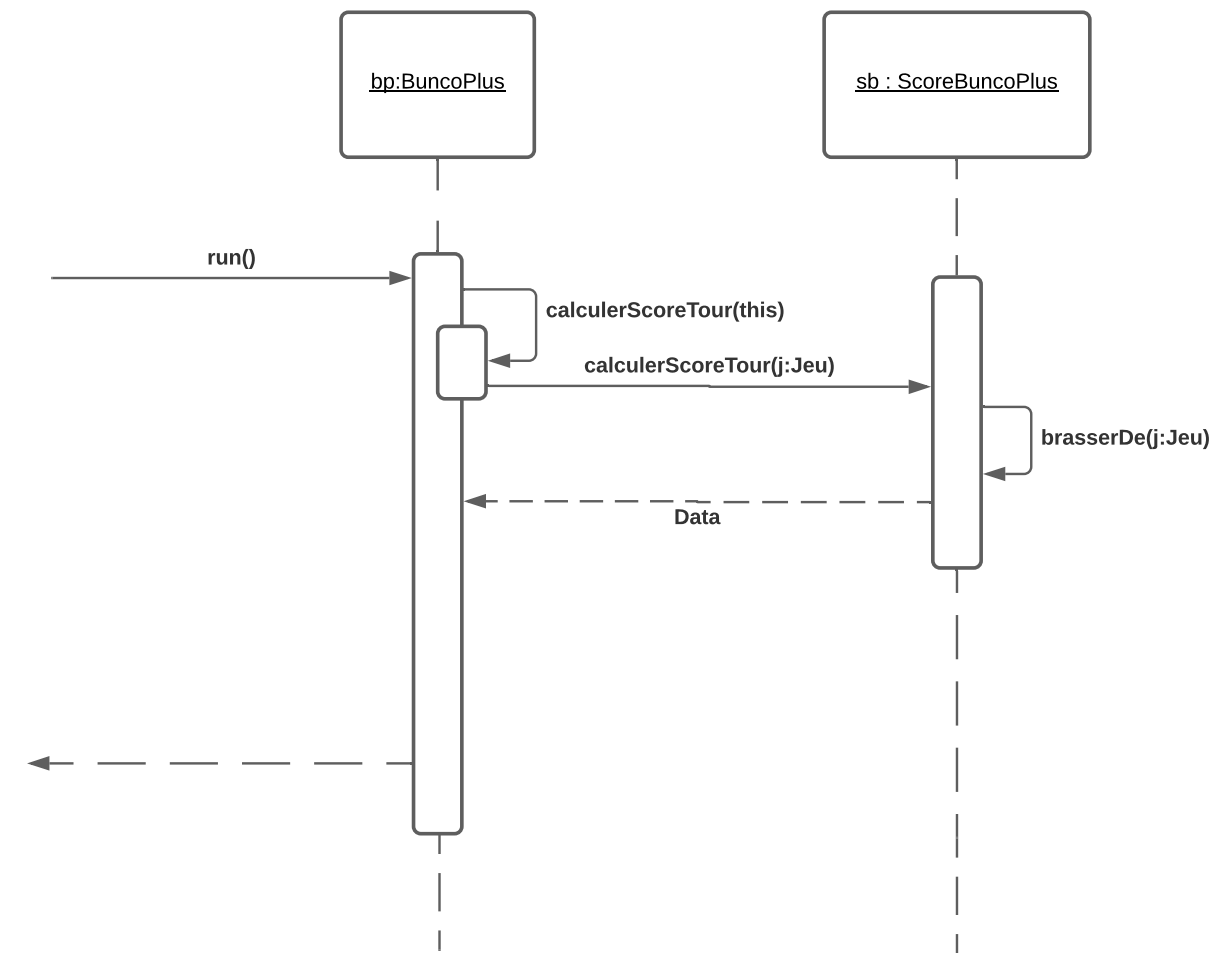 bp:BuncoPlus
sb : ScoreBuncoPlus
run()
calculerScoreTour(this)
calculerScoreTour(j:Jeu)
brasserDe(j:Jeu)
Data